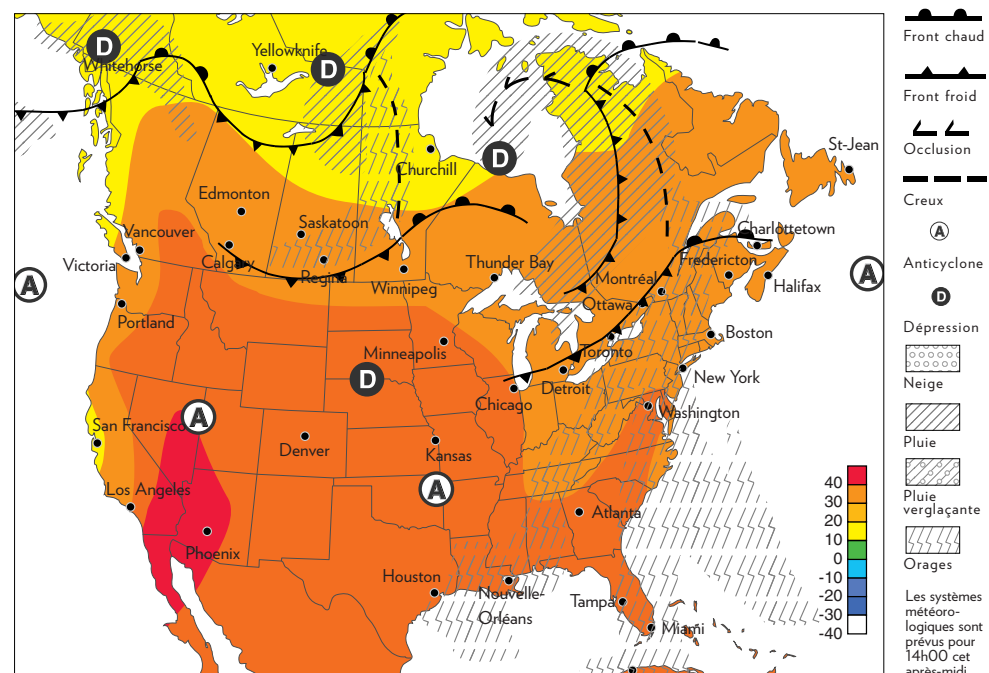 D
Whitehorse
Yellowknife
D
Churchill
D
St-Jean
Edmonton
Saskatoon
Vancouver
Victoria
Calgary
Regina
Winnipeg
Thunder Bay
Montréal
Ottawa
Charlottetown
Fredericton
Halifax
A
A
Portland
Minneapolis
Toronto
Boston
D
Detroit
New York
Chicago
San Francisco
A
Denver
Kansas
Washington
A
Los Angeles
Atlanta
Phoenix
Houston
Nouvelle-
Orléans
Tampa
Miami
40
30
20
10
0
-10
-20
-30
-40
Front chaud
Front froid
Occlusion
Creux
A
Anticyclone
D
Dépression
Neige
Pluie
Pluie
verglaçante
Orages
Les systèmes
météoro-
logiques sont
prévus pour
14h00 cet
après-midi